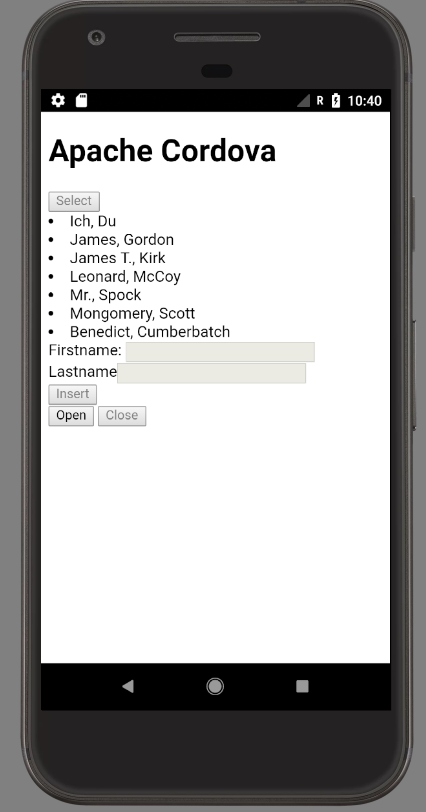 R 10:40
Apache Cordova
Select
Ich, Du
James, Gordon
James T., Kirk
Leonard, McCoy
Mr., Spock
Mongomery, Scott
Benedict, Cumberbatch
Firstname:
Lastname
Insert
Open Close